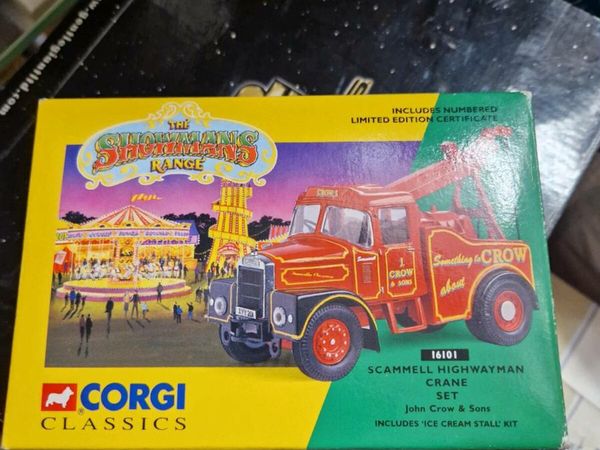 INCLUDES NUMBERED
LIMITED EDITION CERTIFICATE
THE
SHOWMANS
RANGE
CROW'S
J.
CROW
& SONS
Something to CROW
about
16101
SCAMMELL HIGHWAYMAN
CRANE
SET
John Crow & Sons
INCLUDES 'ICE CREAM STALL' KIT
CORGI
CLASSICS